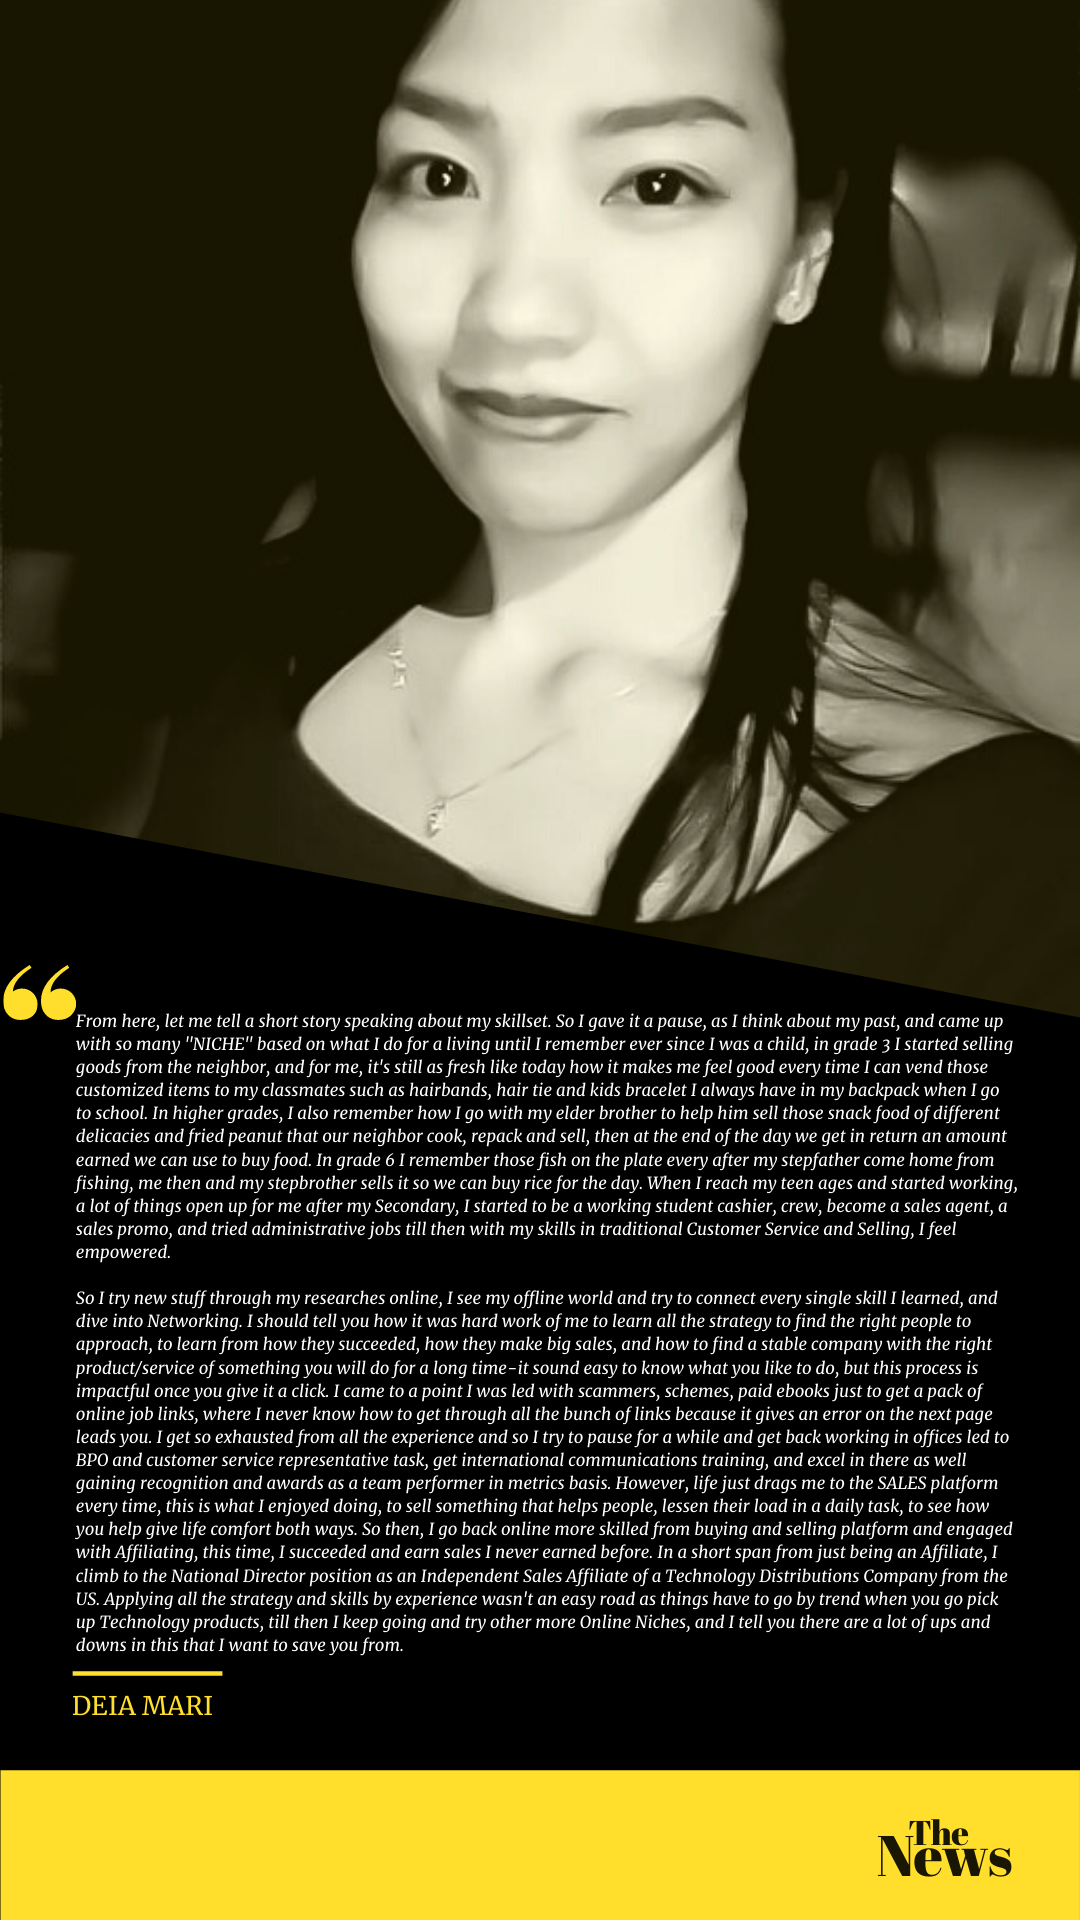 From here, let me tell a short story speaking about my skillset. So I gave it a pause, as I think about my past, and came up
with so many "NICHE" based on what I do for a living until I remember ever since I was a child, in grade 3 I started selling
goods from the neighbor, and for me, it's still as fresh like today how it makes me feel good every time I can vend those
customized items to my classmates such as hairbands, hair tie and kids bracelet I always have in my backpack when I go
to school. In higher grades, I also remember how I go with my elder brother to help him sell those snack food of different
delicacies and fried peanut that our neighbor cook, repack and sell, then at the end of the day we get in return an amount
earned we can use to buy food. In grade 6 I remember those fish on the plate every after my stepfather come home from
fishing, me then and my stepbrother sells it so we can buy rice for the day. When I reach my teen ages and started working,
a lot of things open up for me after my Secondary, I started to be a working student cashier, crew, become a sales agent, a
sales promo, and tried administrative jobs till then with my skills in traditional Customer Service and Selling, I feel
empowered.
So I try new stuff through my researches online, I see my offline world and try to connect every single skill I learned, and
dive into Networking. I should tell you how it was hard work of me to learn all the strategy to find the right people to
approach, to learn from how they succeeded, how they make big sales, and how to find a stable company with the right
product/service of something you will do for a long time-it sound easy to know what you like to do, but this process is
impactful once you give it a click. I came to a point I was led with scammers, schemes, paid ebooks just to get a pack of
online job links, where I never know how to get through all the bunch of links because it gives an error on the next page
leads you. I get so exhausted from all the experience and so I try to pause for a while and get back working in offices led to
BPO and customer service representative task, get international communications training, and excel in there as well
gaining recognition and awards as a team performer in metrics basis. However, life just drags me to the SALES platform
every time, this is what I enjoyed doing, to sell something that helps people, lessen their load in a daily task, to see how
you help give life comfort both ways. So then, I go back online more skilled from buying and selling platform and engaged
with Affiliating, this time, I succeeded and earn sales I never earned before. In a short span from just being an Affiliate, I
climb to the National Director position as an Independent Sales Affiliate of a Technology Distributions Company from the
US. Applying all the strategy and skills by experience wasn't an easy road as things have to go by trend when you go pick
up Technology products, till then I keep going and try other more Online Niches, and I tell you there are a lot of ups and
downs in this that I want to save you from.
DEIA MARI
The
News